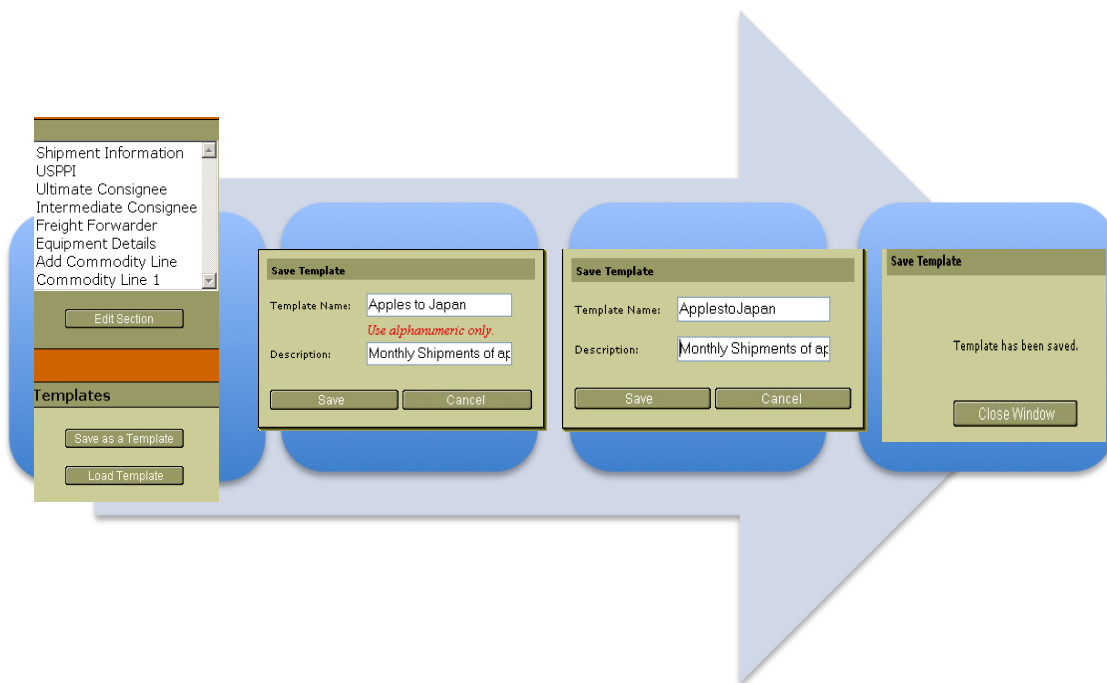 Shipment Information
USPPI
Ultimate Consignee
Intermediate Consignee
Freight Forwarder
Equipment Details
Add Commodity Line
Commodity Line 1
Edit Section
Templates
Save as a Template
Load Template
Save Template
Template Name: Apples to Japan
Use alphanumeric only.
Description: Monthly Shipments of ap
Save Cancel
Save Template
Template Name: ApplestoJapan
Description: Monthly Shipments of ap
Save Cancel
Save Template
Template has been saved.
Close Window